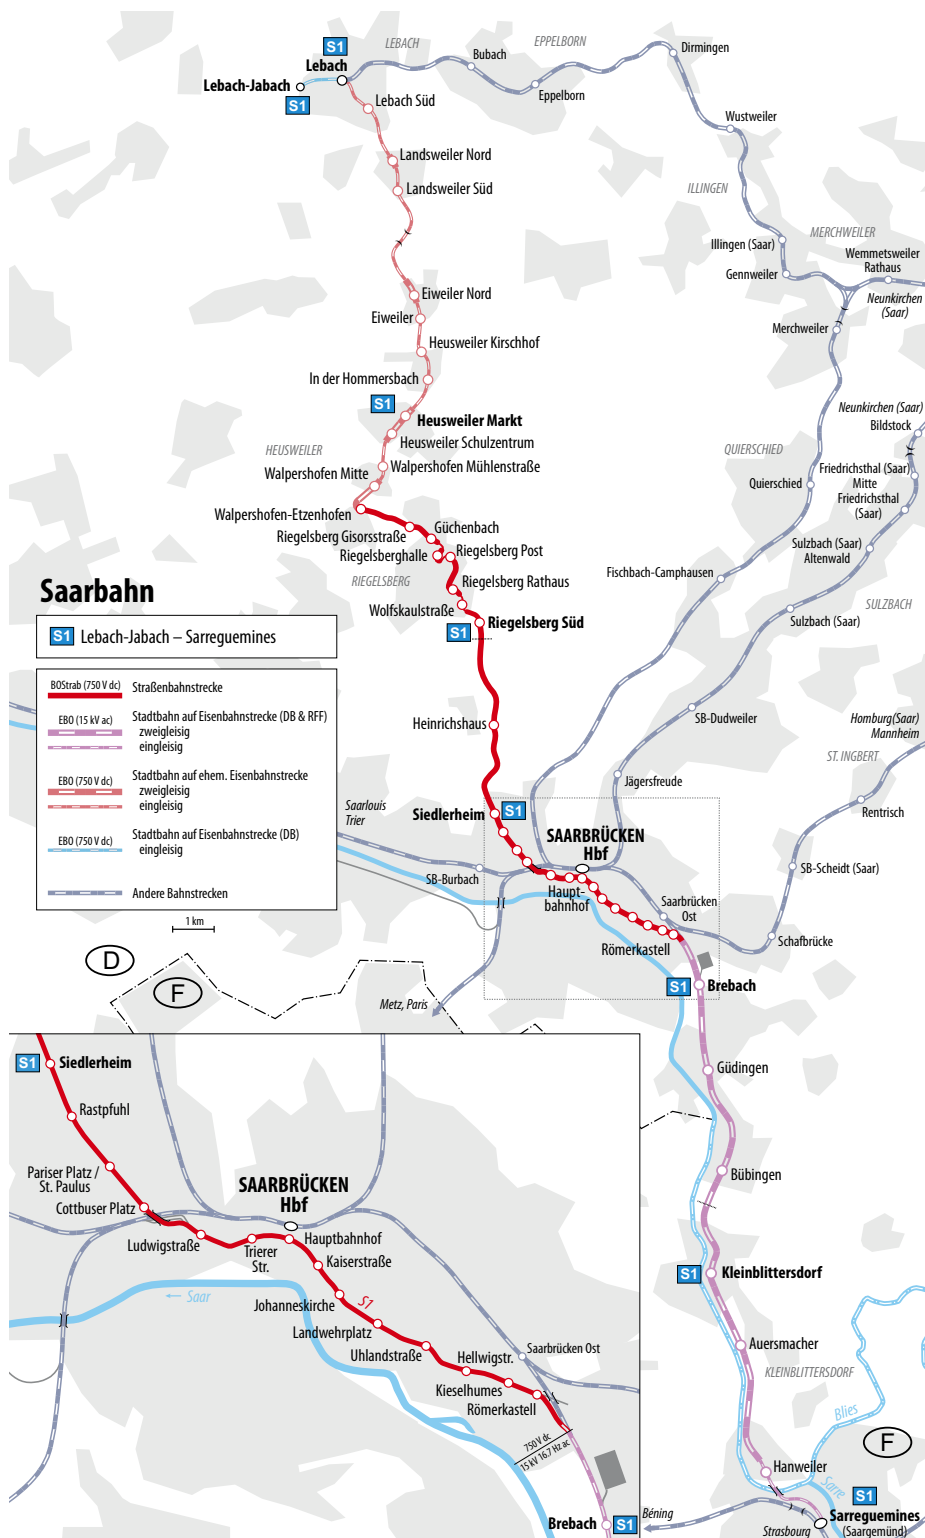 S1
LEBACH
EPPELBORN
Dirmingen
Bubach
Lebach
Lebach-Jabach
S1
Eppelborn
Lebach Süd
Wustweiler
Landsweiler Nord
Landsweiler Süd
ILLINGEN
MERCHWEILER
Illingen (Saar)
Wemmetsweiler
Rathaus
Gennweiler
Neunkirchen
(Saar)
Eiweiler Nord
Eiweiler
Merchweiler
Heusweiler Kirschhof
In der Hommersbach
S1
Heusweiler Markt
Neunkirchen (Saar)
Bildstock
Heusweiler Schulzentrum
HEUSWEILER
QUIERSCHIED
Walpershofen Mühlenstraße
Walpershofen Mitte
Friedrichsthal (Saar)
Mitte
Quierschied
Friedrichsthal
(Saar)
Walpershofen-Etzenhofen
Güchenbach
Riegelsberg Gisorsstraße
Riegelsberghalle
Riegelsberg Post
Sulzbach (Saar)
Altenwald
Fischbach-Camphausen
RIEGELSBERG
Riegelsberg Rathaus
Saarbahn
Wolfskaulstraße
SULZBACH
Sulzbach (Saar)
Riegelsberg Süd
S1
S1 Lebach-Jabach – Sarreguemines
BOStrab (750 V dc) Straßenbahnstrecke
EBO (15 kV ac) Stadtbahn auf Eisenbahnstrecke (DB & RFF)
zweigleisig
eingleisig
EBO (750 V dc) Stadtbahn auf ehem. Eisenbahnstrecke
zweigleisig
eingleisig
EBO (750 V dc) Stadtbahn auf Eisenbahnstrecke (DB)
eingleisig
Andere Bahnstrecken
1 km
Heinrichshaus
SB-Dudweiler
Homburg(Saar)
Mannheim
ST. INGBERT
Jägersfreude
Saarlouis
Trier
Siedlerheim
S1
Rentrisch
SAARBRÜCKEN
Hbf
SB-Burbach
SB-Scheidt (Saar)
Haupt-
bahnhof
Saarbrücken
Ost
Römerkastell
Schafbrücke
D
F
Metz, Paris
S1
Brebach
Güdingen
Bübingen
S1
Kleinblittersdorf
Auersmacher
KLEINBLITTERSDORF
Blies
F
Hanweiler
Sarre
S1
Sarreguemines
(Saargemünd)
Strasbourg
Béning
S1
Siedlerheim
Rastpfuhl
Pariser Platz /
St. Paulus
Cottbuser Platz
SAARBRÜCKEN
Hbf
Ludwigstraße
Trierer
Str.
Hauptbahnhof
Kaiserstraße
← Saar
Johanneskirche
S1
Landwehrplatz
Uhlandstraße
Hellwigstr.
Saarbrücken Ost
Kieselhumes
Römerkastell
750 V dc
15 kV 16,7 Hz ac
Brebach
S1